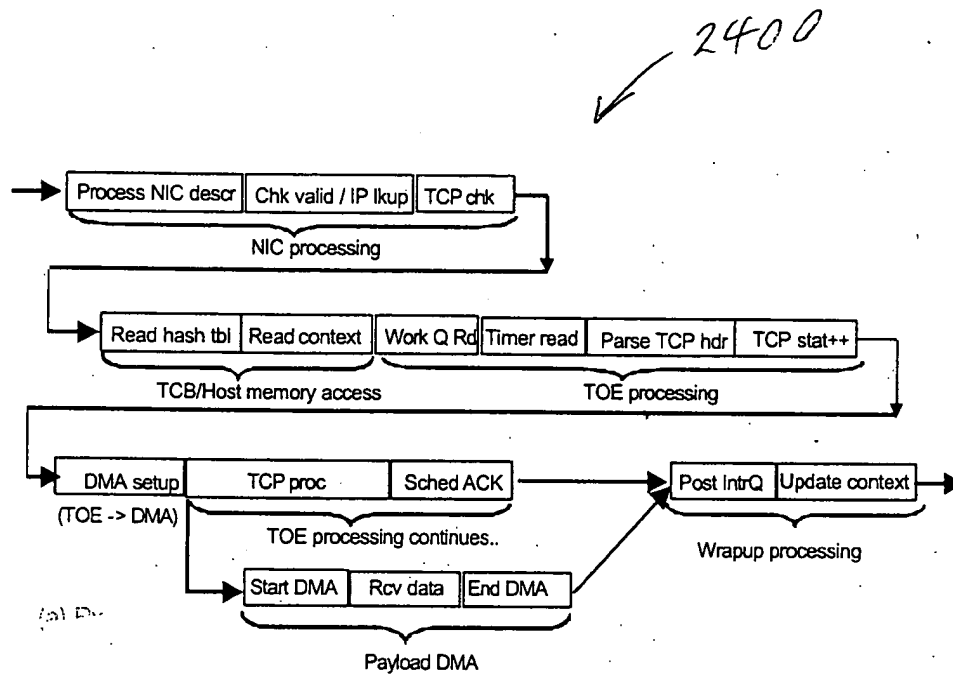 2400
Process NIC descr Chk valid / IP lkup TCP chk
NIC processing
Read hash tbl Read context Work Q Rd Timer read Parse TCP hdr TCP stat++
TCB/Host memory access TOE processing
DMA setup TCP proc Sched ACK Post IntrQ Update context
(TOE -> DMA) TOE processing continues.. Wrapup processing
Start DMA Rcv data End DMA
Payload DMA